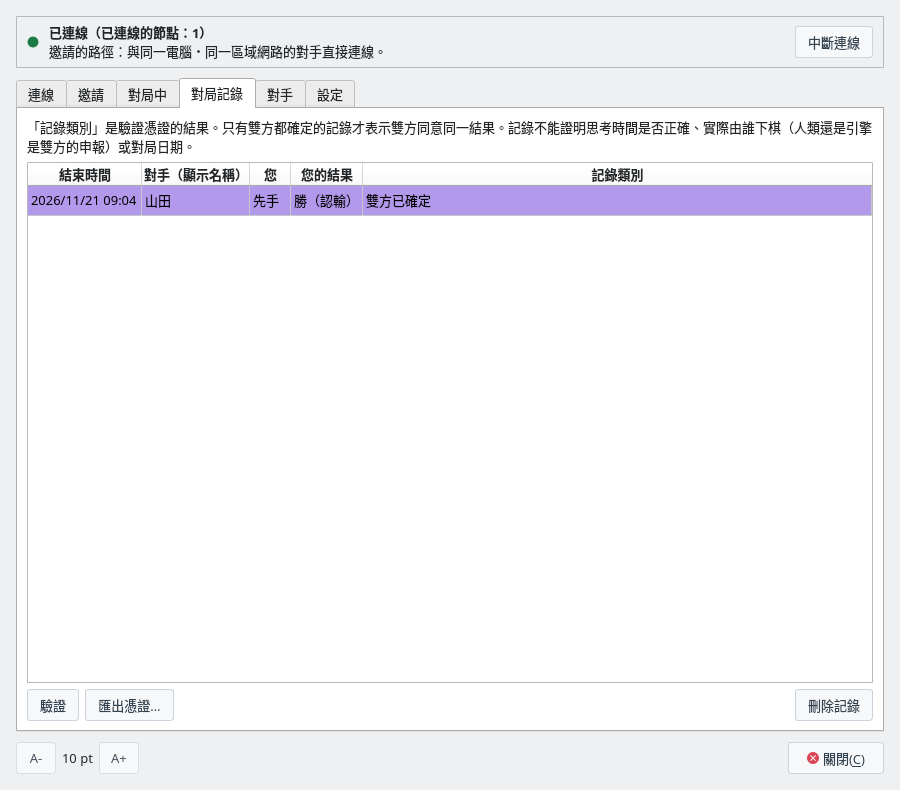 已連線（已連線的節點：1）
邀請的路徑：與同一電腦・同一區域網路的對手直接連線。
中斷連線
連線 邀請 對局中 對局記錄 對手 設定
「記錄類別」是驗證憑證的結果。只有雙方都確定的記錄才表示雙方同意同一結果。記錄不能證明思考時間是否正確、實際由誰下棋（人類還是引擎
是雙方的申報）或對局日期。
結束時間 對手（顯示名稱） 您 您的結果 記錄類別
2026/11/21 09:04 山田 先手 勝（認輸） 雙方已確定
驗證 匯出憑證... 刪除記錄
A- 10 pt A+ 關閉(C)